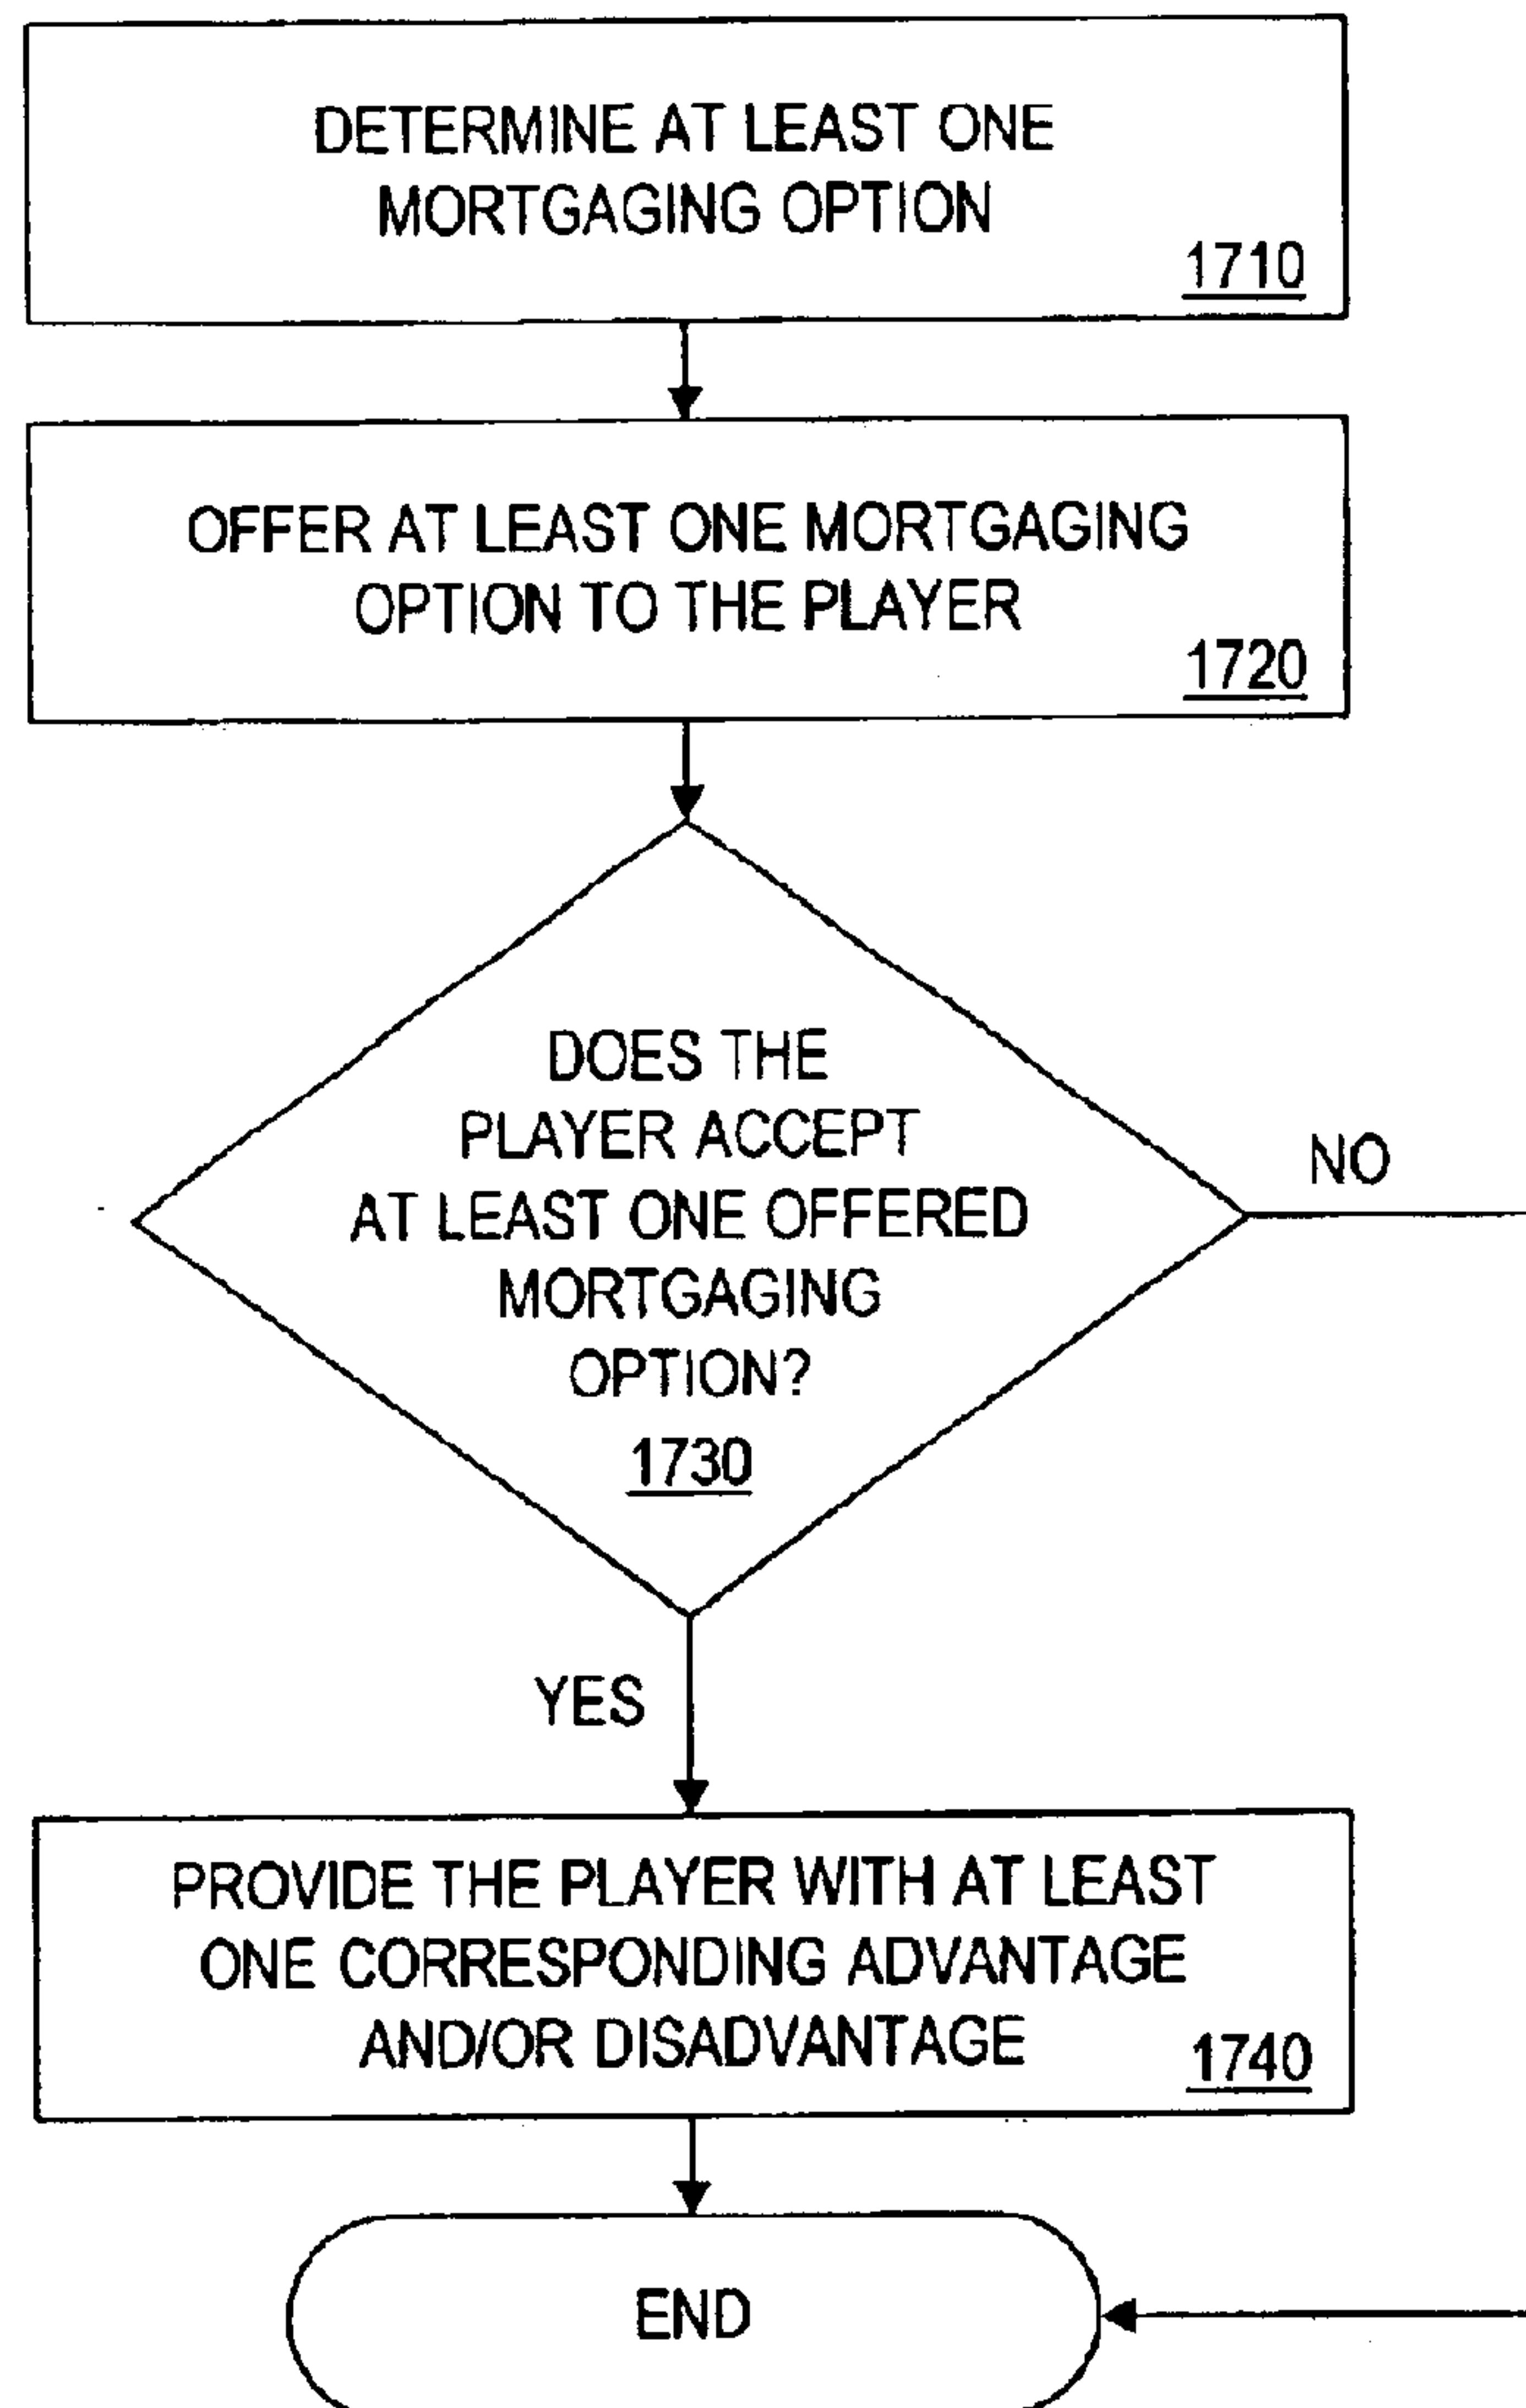 DETERMINE AT LEAST ONE
MORTGAGING OPTION
1710
OFFER AT LEAST ONE MORTGAGING
OPTION TO THE PLAYER
1720
DOES THE
PLAYER ACCEPT
AT LEAST ONE OFFERED
MORTGAGING
OPTION?
1730
NO
YES
PROVIDE THE PLAYER WITH AT LEAST
ONE CORRESPONDING ADVANTAGE
AND/OR DISADVANTAGE
1740
END